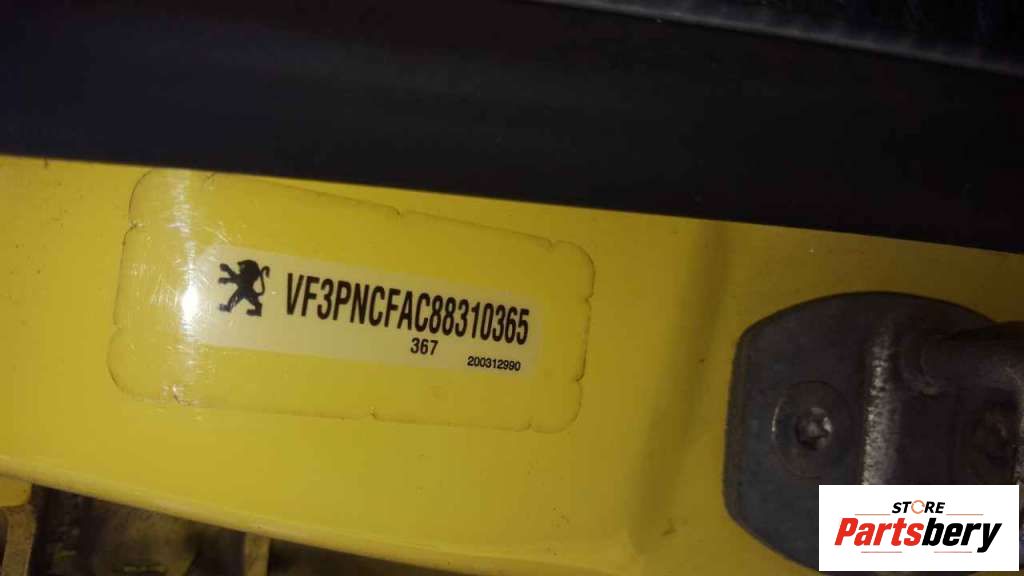 VF3PNCFAC88310365
367
200312990
STORE
Partsbery